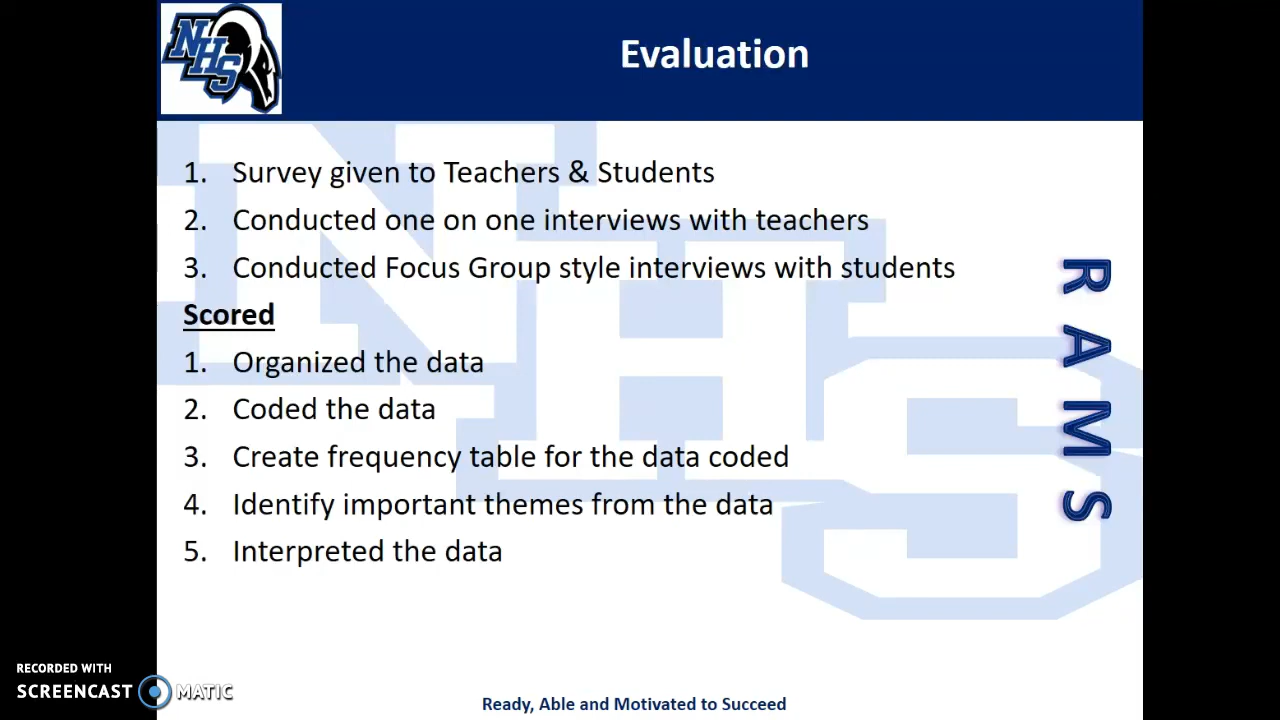 NHS
Evaluation
1. Survey given to Teachers & Students
2. Conducted one on one interviews with teachers
3. Conducted Focus Group style interviews with students
Scored
1. Organized the data
2. Coded the data
3. Create frequency table for the data coded
4. Identify important themes from the data
5. Interpreted the data
NHS
RAMS
RECORDED WITH
SCREENCAST MATIC
Ready, Able and Motivated to Succeed